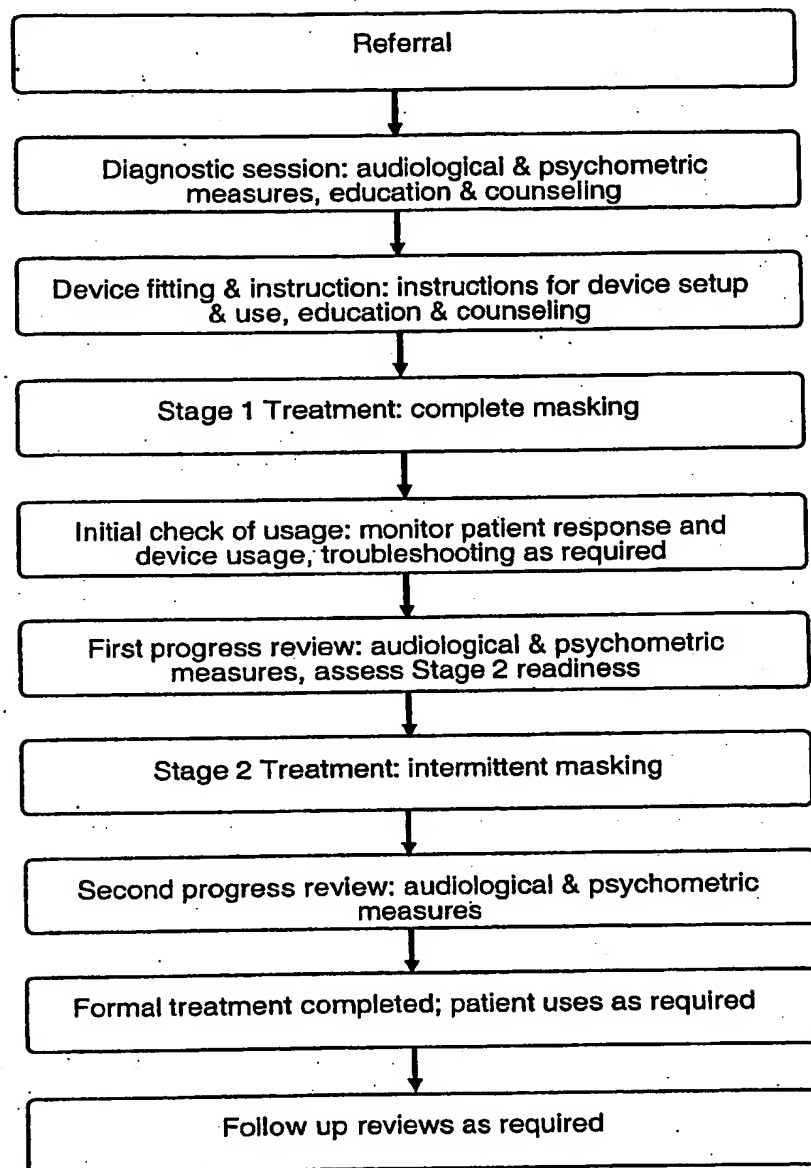 Referral
Diagnostic session: audiological & psychometric
measures, education & counseling
Device fitting & instruction: instructions for device setup
& use, education & counseling
Stage 1 Treatment: complete masking
Initial check of usage: monitor patient response and
device usage, troubleshooting as required
First progress review: audiological & psychometric
measures, assess Stage 2 readiness
Stage 2 Treatment: intermittent masking
Second progress review: audiological & psychometric
measures
Formal treatment completed; patient uses as required
Follow up reviews as required